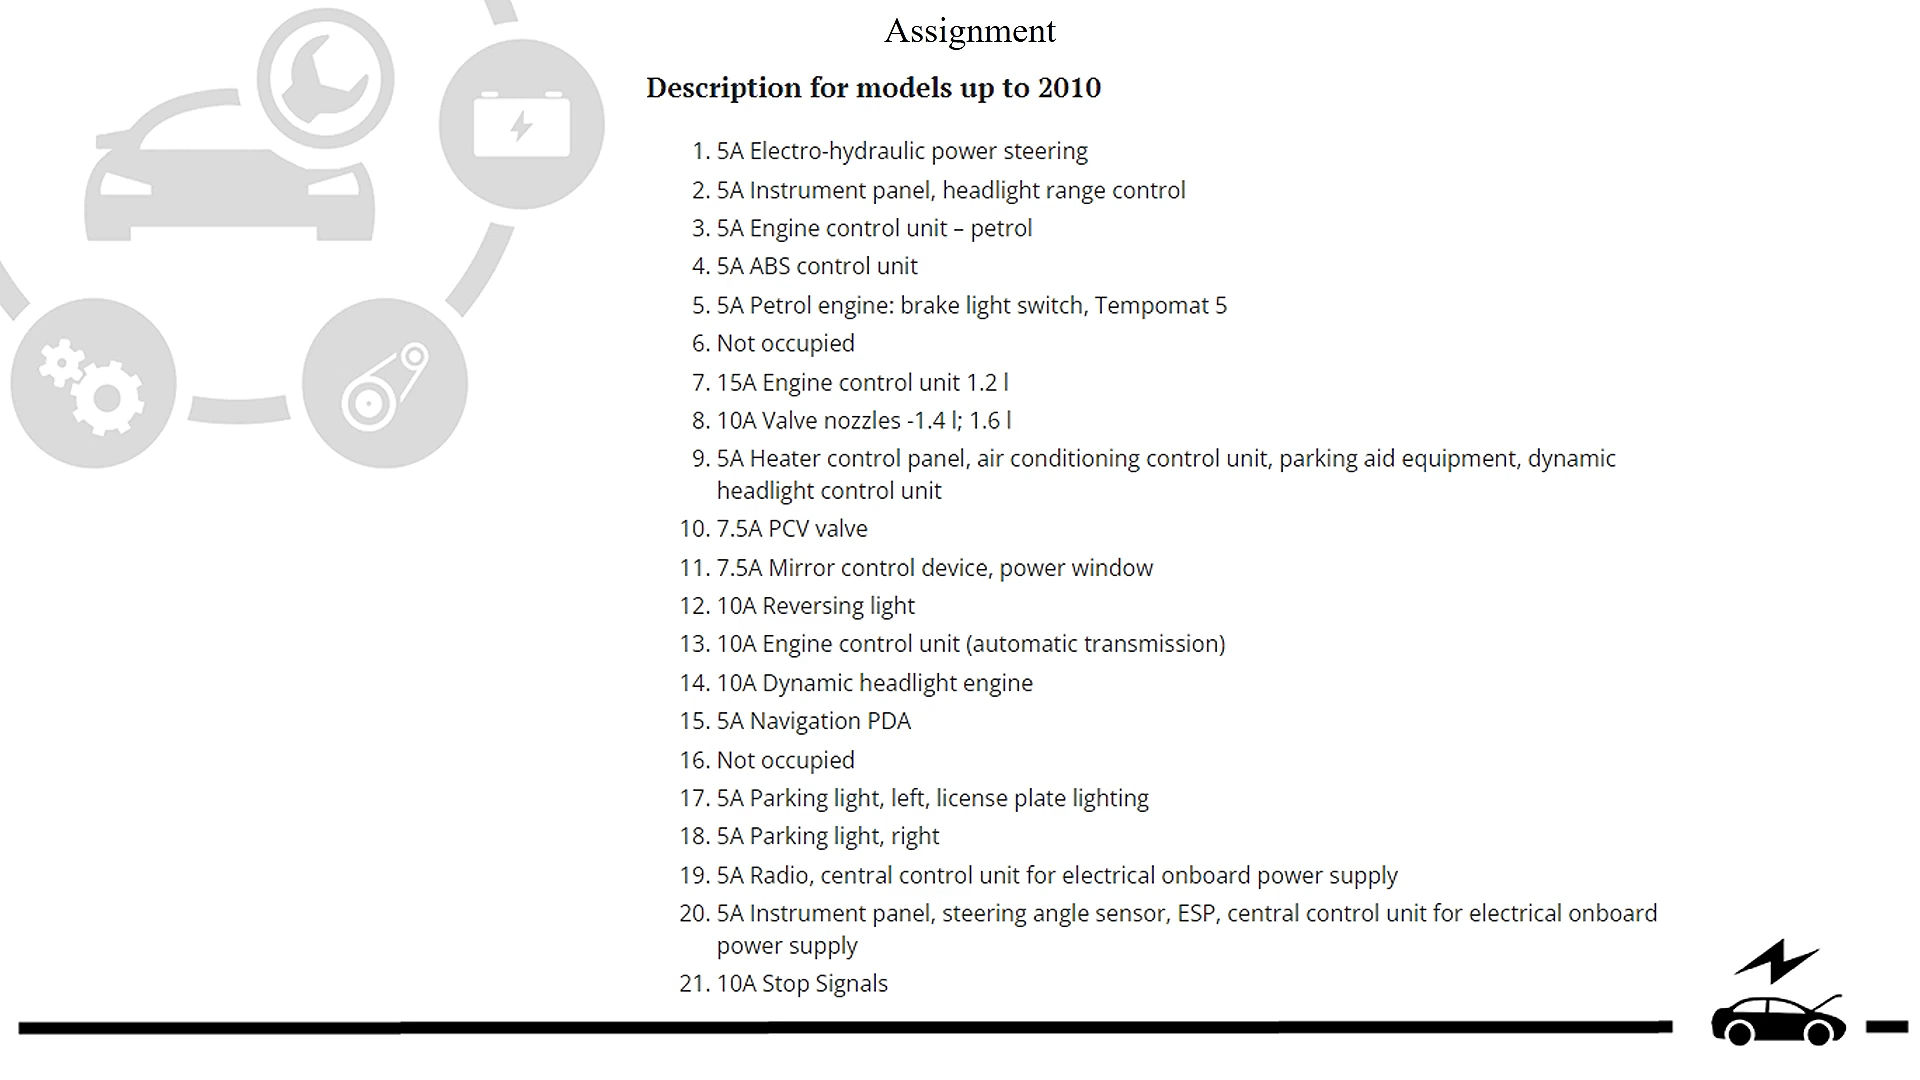 Assignment
Description for models up to 2010
1. 5A Electro-hydraulic power steering
2. 5A Instrument panel, headlight range control
3. 5A Engine control unit – petrol
4. 5A ABS control unit
5. 5A Petrol engine: brake light switch, Tempomat 5
6. Not occupied
7. 15A Engine control unit 1.2 l
8. 10A Valve nozzles -1.4 l; 1.6 l
9. 5A Heater control panel, air conditioning control unit, parking aid equipment, dynamic
headlight control unit
10. 7.5A PCV valve
11. 7.5A Mirror control device, power window
12. 10A Reversing light
13. 10A Engine control unit (automatic transmission)
14. 10A Dynamic headlight engine
15. 5A Navigation PDA
16. Not occupied
17. 5A Parking light, left, license plate lighting
18. 5A Parking light, right
19. 5A Radio, central control unit for electrical onboard power supply
20. 5A Instrument panel, steering angle sensor, ESP, central control unit for electrical onboard
power supply
21. 10A Stop Signals